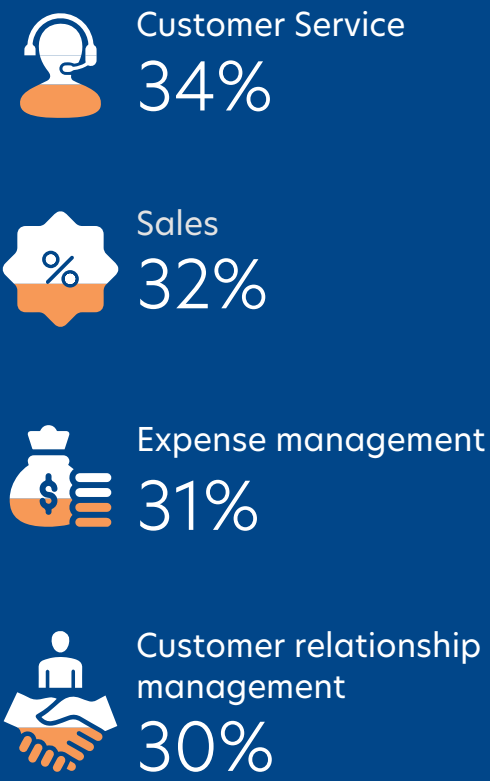 Customer Service
34%
Sales
%
32%
Expense management
$
31%
Customer relationship
management
30%